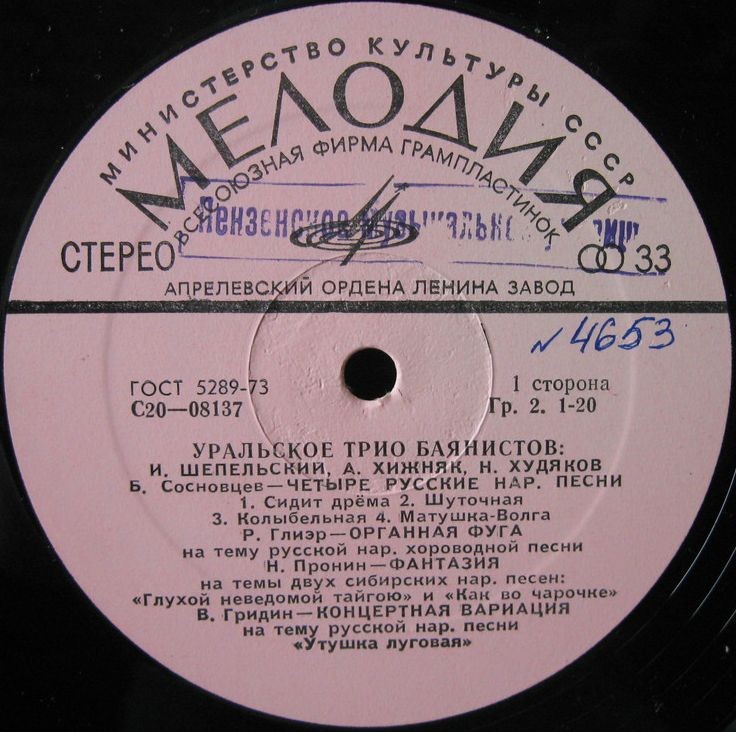 МИНИСТЕРСТВО КУЛЬТУРЫ СССР
МЕЛОДИЯ
ВСЕСОЮЗНАЯ ФИРМА ГРАМПЛАСТИНОК
Пензенское Музыкальное
СТЕРЕО
33
АПРЕЛЕВСКИЙ ОРДЕНА ЛЕНИНА ЗАВОД
N 4653
ГОСТ 5289-73
1 сторона
С20—08137
Гр. 2. 1-20
УРАЛЬСКОЕ ТРИО БАЯНИСТОВ:
И. ШЕПЕЛЬСКИЙ, А. ХИЖНЯК, Н. ХУДЯКОВ
Б. Сосновцев—ЧЕТЫРЕ РУССКИЕ НАР. ПЕСНИ
1. Сидит дрёма 2. Шуточная
3. Колыбельная 4. Матушка-Волга
Р. Глиэр—ОРГАННАЯ ФУГА
на тему русской нар. хороводной песни
Н. Пронин—ФАНТАЗИЯ
на темы двух сибирских нар. песен:
«Глухой неведомой тайгою» и «Как во чарочке»
В. Гридин—КОНЦЕРТНАЯ ВАРИАЦИЯ
на тему русской нар. песни
«Утушка луговая»